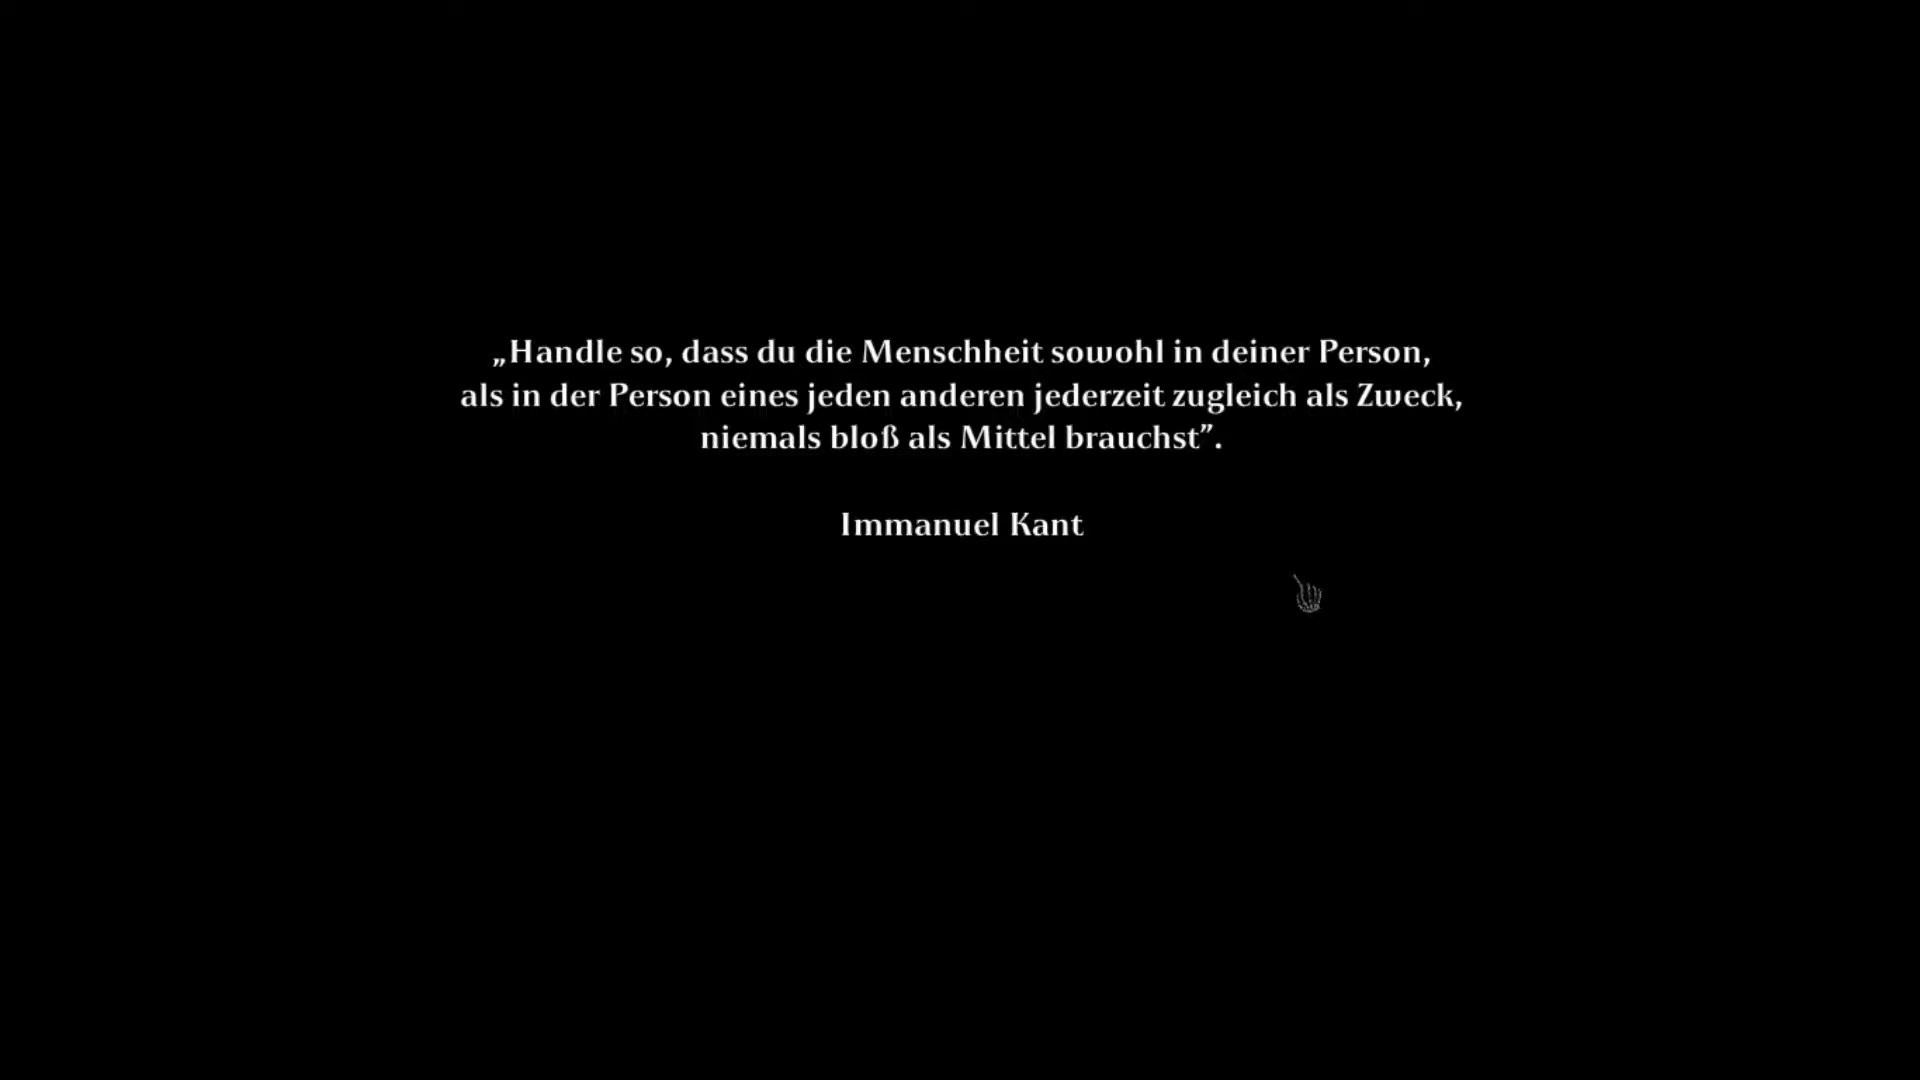 „Handle so, dass du die Menschheit sowohl in deiner Person,
als in der Person eines jeden anderen jederzeit zugleich als Zweck,
niemals bloß als Mittel brauchst”.
Immanuel Kant